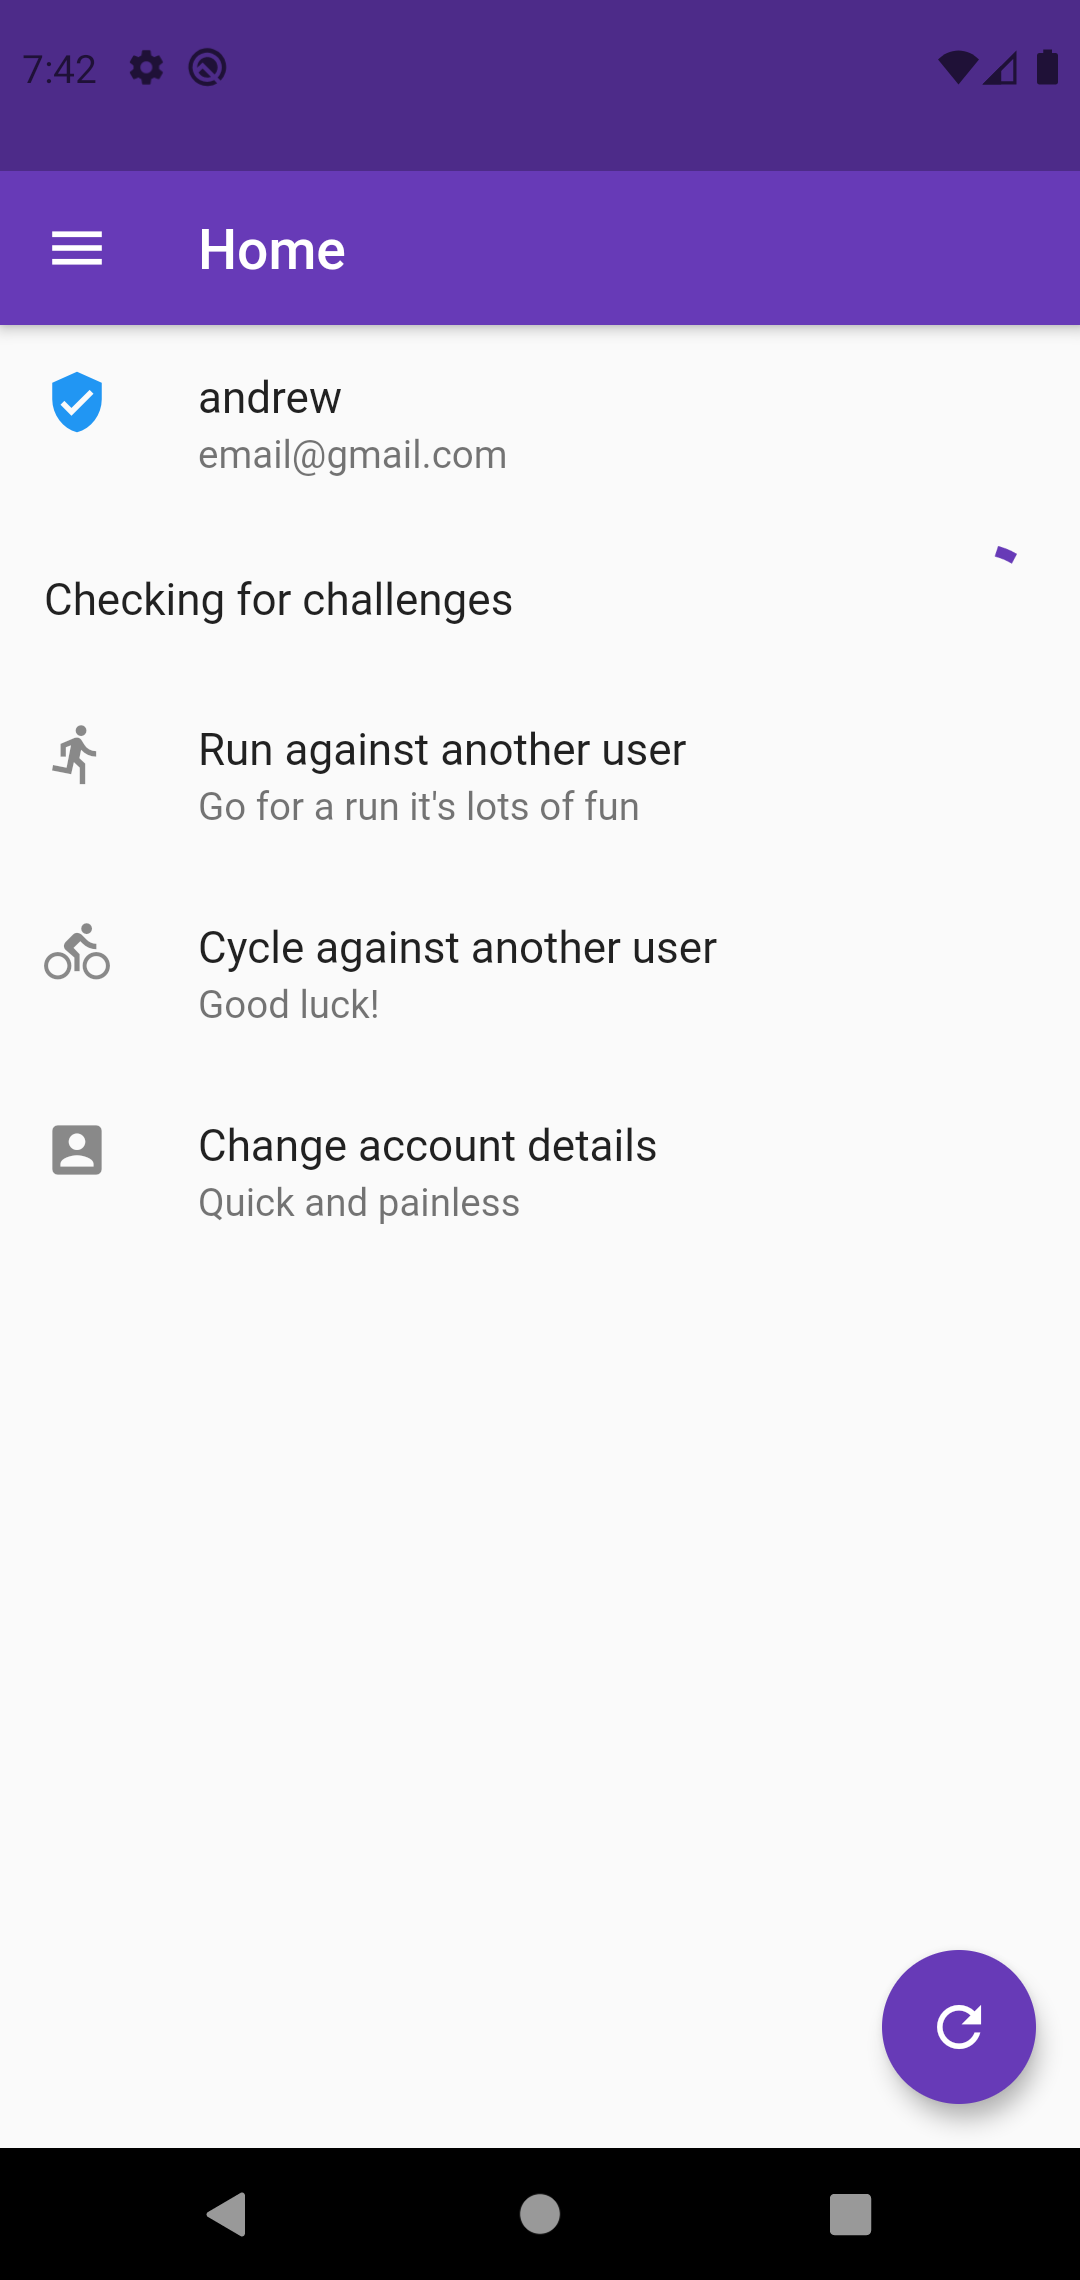 7:42
Home
andrew
email@gmail.com
Checking for challenges
Run against another user
Go for a run it's lots of fun
Cycle against another user
Good luck!
Change account details
Quick and painless